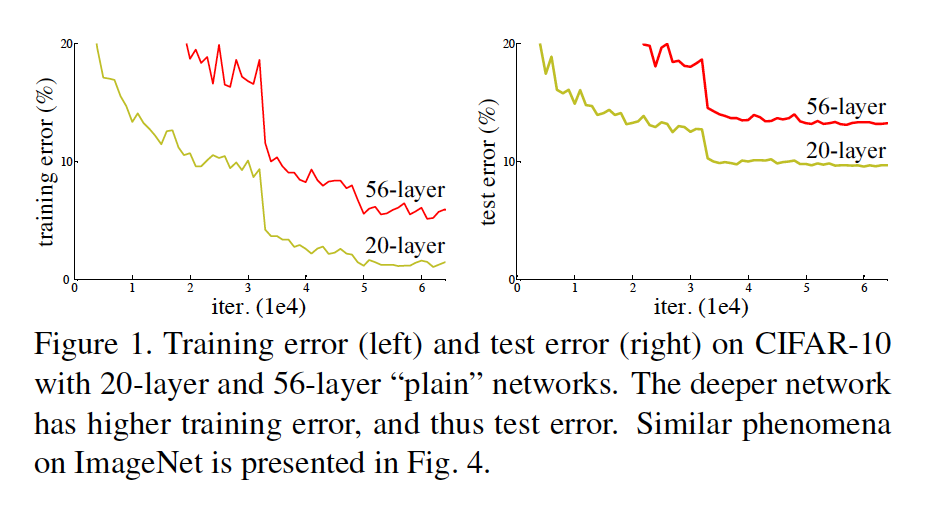 20
10
0
training error (%)
56-layer
20-layer
0 1 2 3 4 5 6
iter. (1e4)
20
10
0
test error (%)
56-layer
20-layer
0 1 2 3 4 5 6
iter. (1e4)
Figure 1. Training error (left) and test error (right) on CIFAR-10
with 20-layer and 56-layer “plain” networks. The deeper network
has higher training error, and thus test error. Similar phenomena
on ImageNet is presented in Fig. 4.